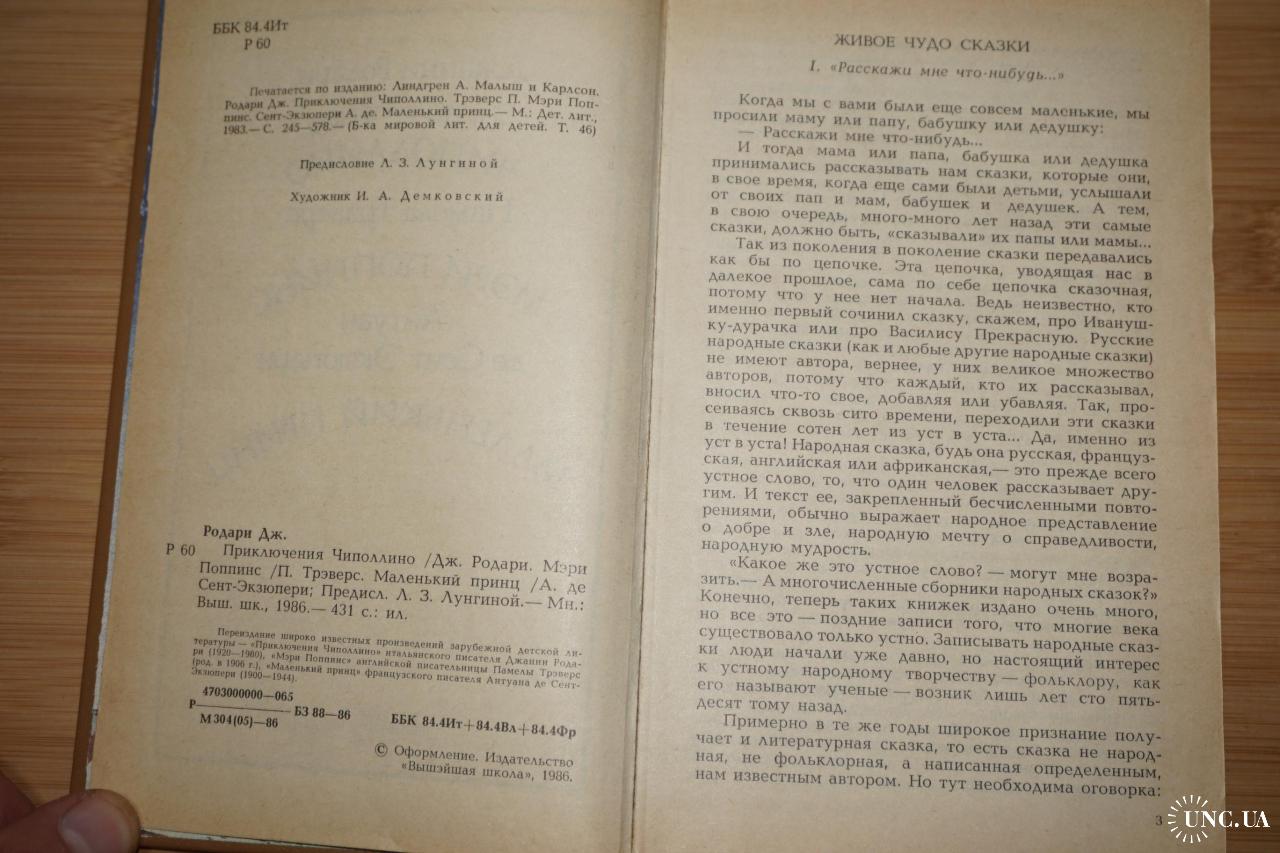 ББК 84.4Ит
Р 60
Печатается по изданию: Линдгрен А. Малыш и Карлсон.
Родари Дж. Приключения Чиполлино. Трэверс П. Мэри Поп-
пинс. Сент-Экзюпери А. де. Маленький принц.— М.: Дет. лит.,
1983.— С. 245—578.— (Б-ка мировой лит. для детей. Т. 46)
Предисловие Л. З. Лунгиной
Художник И. А. Демковский
Родари Дж.
Р 60 Приключения Чиполлино /Дж. Родари. Мэри
Поппинс /П. Трэверс. Маленький принц /А. де
Сент-Экзюпери; Предисл. Л. З. Лунгиной.— Мн.:
Выш. шк., 1986.— 431 с.: ил.
Переиздание широко известных произведений зарубежной детской ли-
тературы — «Приключения Чиполлино» итальянского писателя Джанни Рода-
ри (1920—1980), «Мэри Поппинс» английской писательницы Памелы Трэверс
(род. в 1906 г.), «Маленький принц» французского писателя Антуана де Сент-
Экзюпери (1900—1944).
4703000000—065
Р——— БЗ 88—86
М 304(05)—86
ББК 84.4Ит+84.4Вл+84.4Фр
© Оформление. Издательство
«Вышэйшая школа», 1986.
ЖИВОЕ ЧУДО СКАЗКИ
I. «Расскажи мне что-нибудь...»
Когда мы с вами были еще совсем маленькие, мы
просили маму или папу, бабушку или дедушку:
— Расскажи мне что-нибудь...
И тогда мама или папа, бабушка или дедушка
принимались рассказывать нам сказки, которые они,
в свое время, когда еще сами были детьми, услышали
от своих пап и мам, бабушек и дедушек. А тем,
в свою очередь, много-много лет назад эти самые
сказки, должно быть, «сказывали» их папы или мамы...
Так из поколения в поколение сказки передавались
как бы по цепочке. Эта цепочка, уводящая нас в
далекое прошлое, сама по себе цепочка сказочная,
потому что у нее нет начала. Ведь неизвестно, кто
именно первый сочинил сказку, скажем, про Ивануш-
ку-дурачка или про Василису Прекрасную. Русские
народные сказки (как и любые другие народные сказки)
не имеют автора, вернее, у них великое множество
авторов, потому что каждый, кто их рассказывал,
вносил что-то свое, добавляя или убавляя. Так, про-
сеиваясь сквозь сито времени, переходили эти сказки
в течение сотен лет из уст в уста... Да, именно из
уст в уста! Народная сказка, будь она русская, француз-
ская, английская или африканская,— это прежде всего
устное слово, то, что один человек рассказывает дру-
гим. И текст ее, закрепленный бесчисленными повто-
рениями, обычно выражает народное представление
о добре и зле, народную мечту о справедливости,
народную мудрость.
«Какое же это устное слово? — могут мне возра-
зить.— А многочисленные сборники народных сказок?»
Конечно, теперь таких книжек издано очень много,
но все это — поздние записи того, что многие века
существовало только устно. Записывать народные сказ-
ки люди начали уже давно, но настоящий интерес
к устному народному творчеству — фольклору, как
его называют ученые — возник лишь лет сто пять-
десят тому назад.
Примерно в те же годы широкое признание полу-
чает и литературная сказка, то есть сказка не народ-
ная, не фольклорная, а написанная определенным,
нам известным автором. Но тут необходима оговорка:
3
UNC.UA